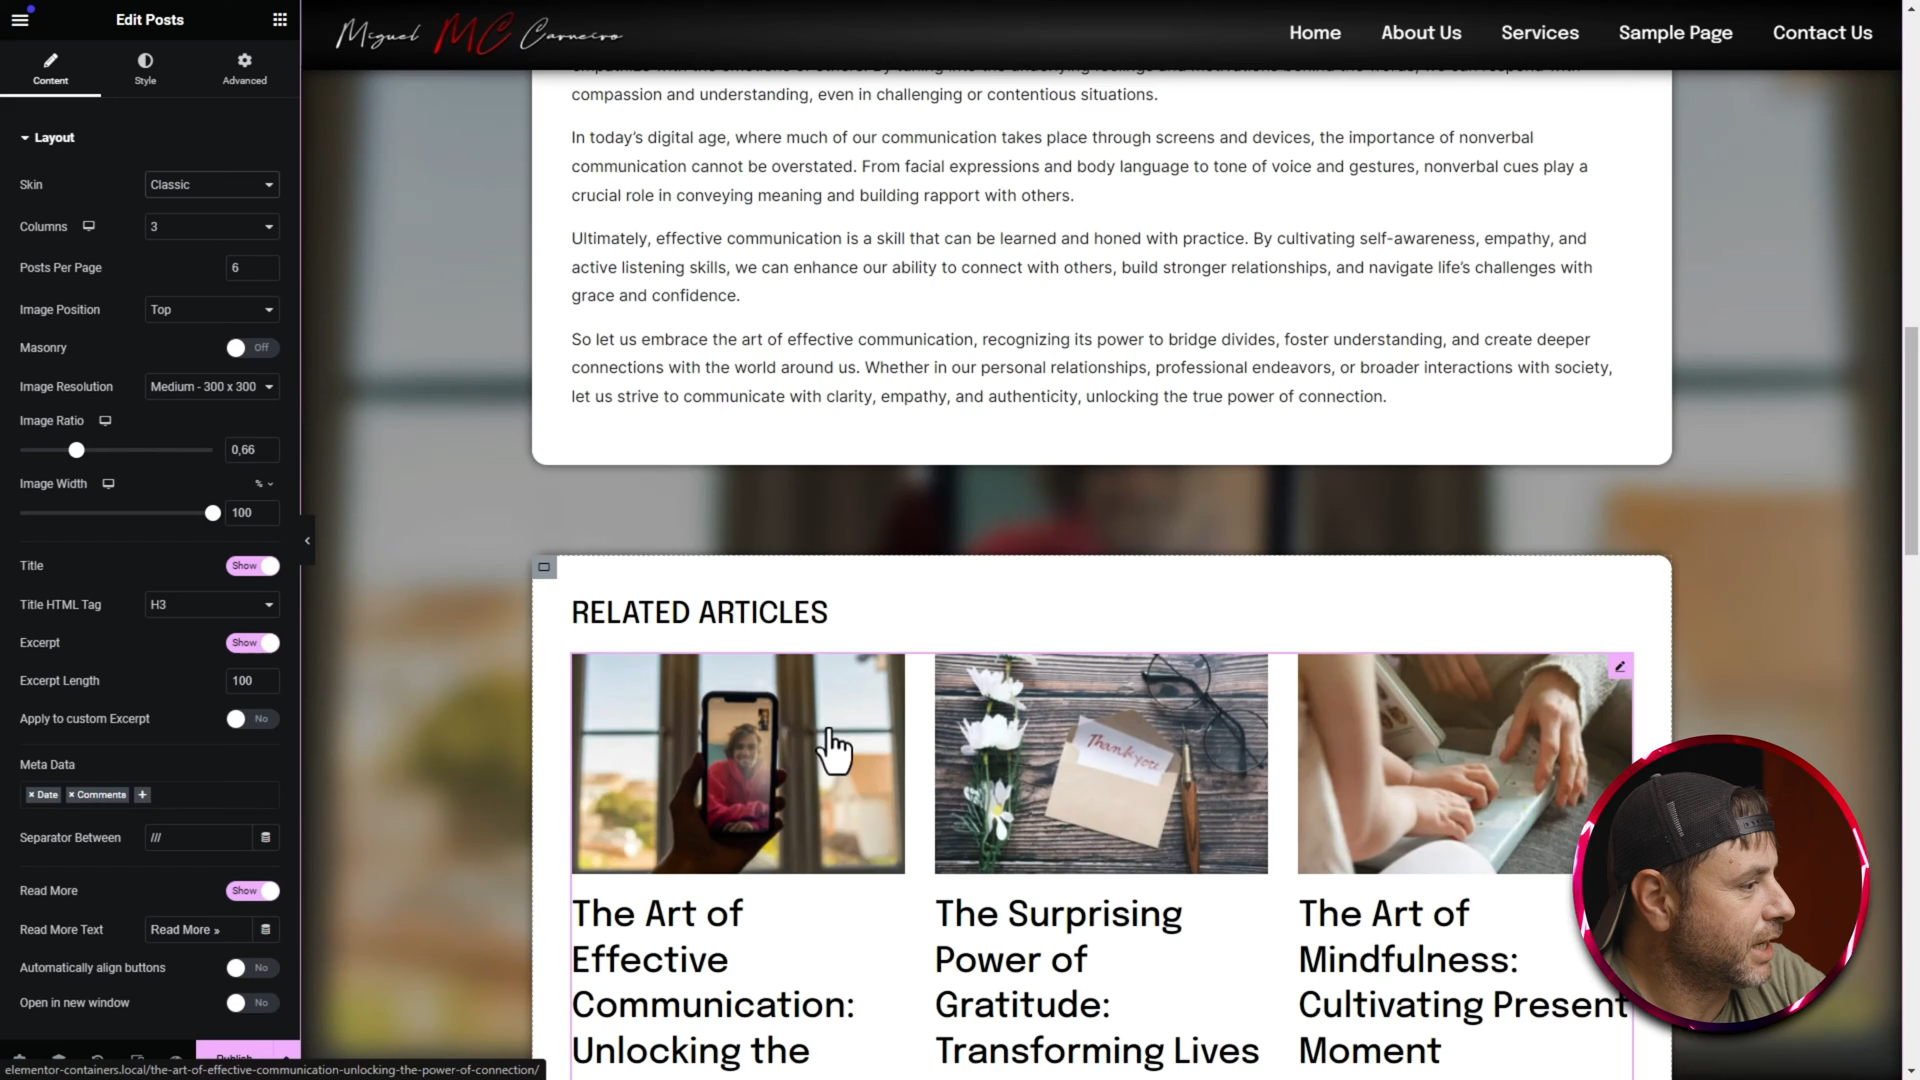 Edit Posts
Content
Style
Advanced
Layout
Skin
Classic
Columns
3
Posts Per Page
6
Image Position
Top
Masonry
Off
Image Resolution
Medium - 300 x 300
Image Ratio
0,66
Image Width
%
100
Title
Show
Title HTML Tag
H3
Excerpt
Show
Excerpt Length
100
Apply to custom Excerpt
No
Meta Data
× Date × Comments +
Separator Between
///
Read More
Show
Read More Text
Read More »
Automatically align buttons
No
Open in new window
No
Publish
elementor-containers.local/the-art-of-effective-communication-unlocking-the-power-of-connection/
Miguel MC Carneiro
Home
About Us
Services
Sample Page
Contact Us
compassion and understanding, even in challenging or contentious situations.
In today's digital age, where much of our communication takes place through screens and devices, the importance of nonverbal
communication cannot be overstated. From facial expressions and body language to tone of voice and gestures, nonverbal cues play a
crucial role in conveying meaning and building rapport with others.
Ultimately, effective communication is a skill that can be learned and honed with practice. By cultivating self-awareness, empathy, and
active listening skills, we can enhance our ability to connect with others, build stronger relationships, and navigate life's challenges with
grace and confidence.
So let us embrace the art of effective communication, recognizing its power to bridge divides, foster understanding, and create deeper
connections with the world around us. Whether in our personal relationships, professional endeavors, or broader interactions with society,
let us strive to communicate with clarity, empathy, and authenticity, unlocking the true power of connection.
RELATED ARTICLES
Thank you
The Art of
Effective
Communication:
Unlocking the
The Surprising
Power of
Gratitude:
Transforming Lives
The Art of
Mindfulness:
Cultivating Present
Moment